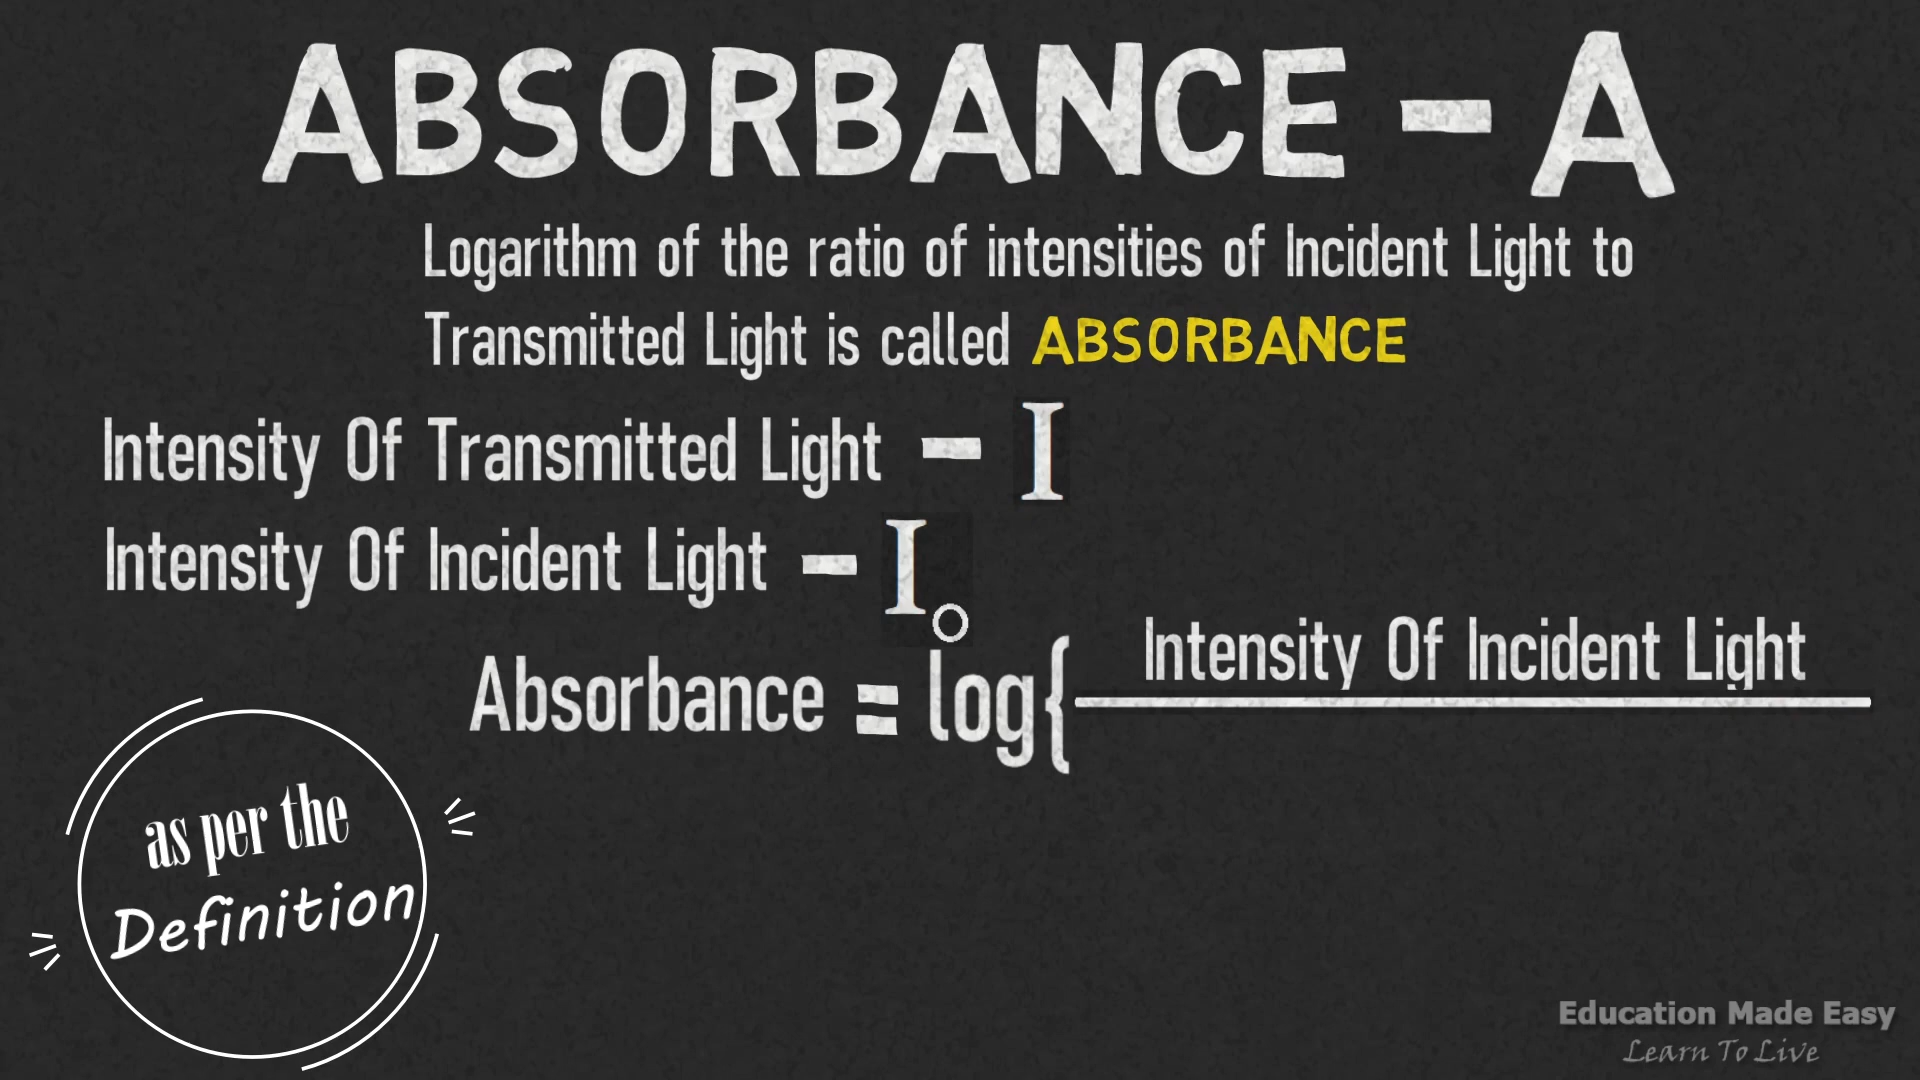 ABSORBANCE - A
Logarithm of the ratio of intensities of Incident Light to
Transmitted Light is called ABSORBANCE
Intensity Of Transmitted Light - I
Intensity Of Incident Light - I₀
Intensity Of Incident Light
Absorbance = log{
as per the
Definition
Education Made Easy
Learn To Live